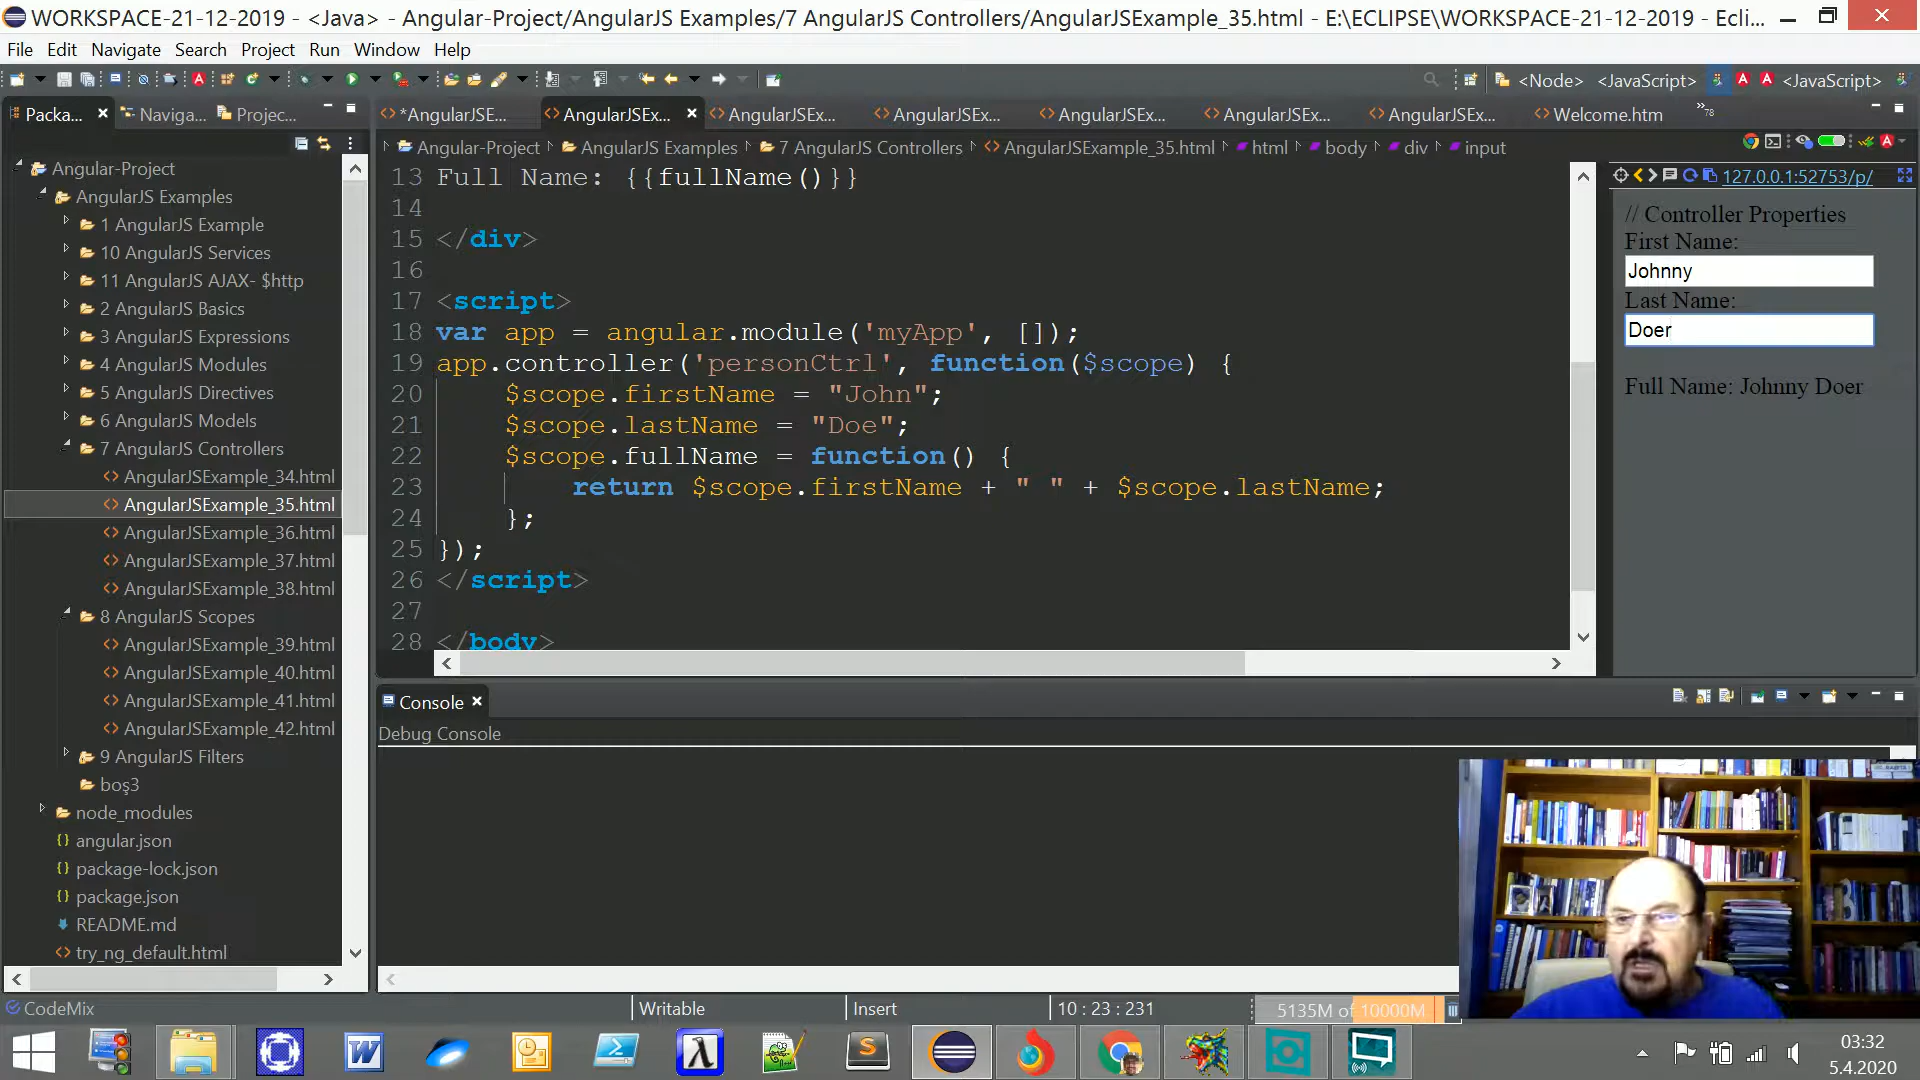 WORKSPACE-21-12-2019 - <Java> - Angular-Project/AngularJS Examples/7 AngularJS Controllers/AngularJSExample_35.html - E:\ECLIPSE\WORKSPACE-21-12-2019 - Ecli...
File Edit Navigate Search Project Run Window Help
<Node> <JavaScript> <JavaScript>
Packa... Naviga... Projec...
*AngularJSE... AngularJSEx... AngularJSEx... AngularJSEx... AngularJSEx... AngularJSEx... AngularJSEx... Welcome.htm 78
Angular-Project AngularJS Examples 7 AngularJS Controllers AngularJSExample_35.html html body div input
Angular-Project
AngularJS Examples
1 AngularJS Example
10 AngularJS Services
11 AngularJS AJAX- $http
2 AngularJS Basics
3 AngularJS Expressions
4 AngularJS Modules
5 AngularJS Directives
6 AngularJS Models
7 AngularJS Controllers
AngularJSExample_34.html
AngularJSExample_35.html
AngularJSExample_36.html
AngularJSExample_37.html
AngularJSExample_38.html
8 AngularJS Scopes
AngularJSExample_39.html
AngularJSExample_40.html
AngularJSExample_41.html
AngularJSExample_42.html
9 AngularJS Filters
boş3
node_modules
angular.json
package-lock.json
package.json
README.md
try_ng_default.html
13 Full Name: {{fullName()}}
14
15 </div>
16
17 <script>
18 var app = angular.module('myApp', []);
19 app.controller('personCtrl', function($scope) {
20 $scope.firstName = "John";
21 $scope.lastName = "Doe";
22 $scope.fullName = function() {
23 return $scope.firstName + " " + $scope.lastName;
24 };
25 });
26 </script>
27
28 </body>
127.0.0.1:52753/p/
// Controller Properties
First Name:
Johnny
Last Name:
Doer
Full Name: Johnny Doer
Console
Debug Console
CodeMix Writable Insert 10 : 23 : 231 5135M of 10000M
03:32
5.4.2020